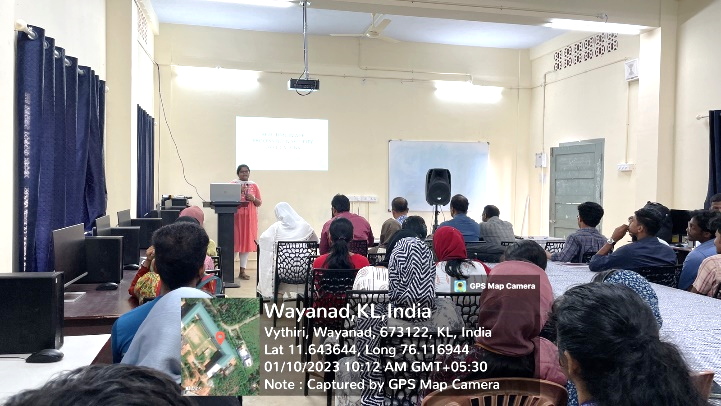 GPS Map Camera
Wayanad,KL,India
Vythiri, Wayanad, 673122, KL, India
Lat 11.643644, Long 76.116944
01/10/2023 10:12 AM GMT+05:30
Note : Captured by GPS Map Camera